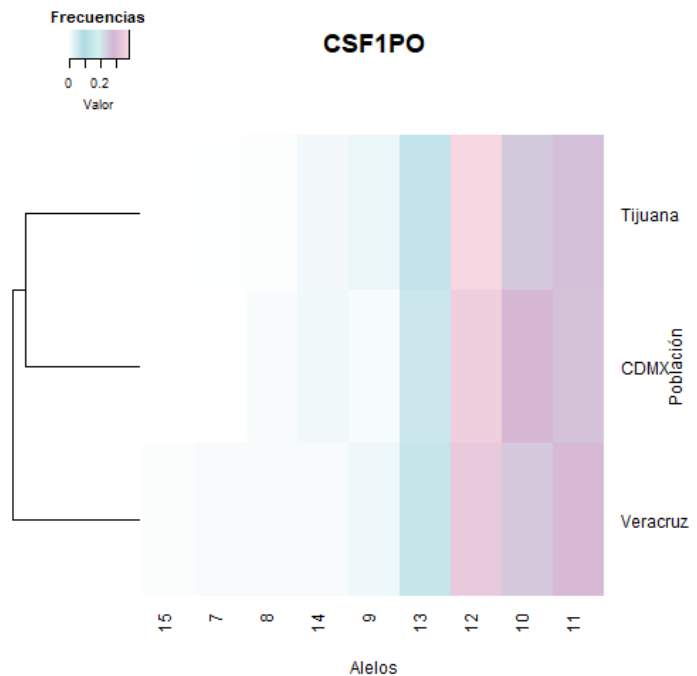 Frecuencias
0 0.2
Valor
CSF1PO
Tijuana
CDMX
Población
Veracruz
15 7 8 14 9 13 12 10 11
Alelos